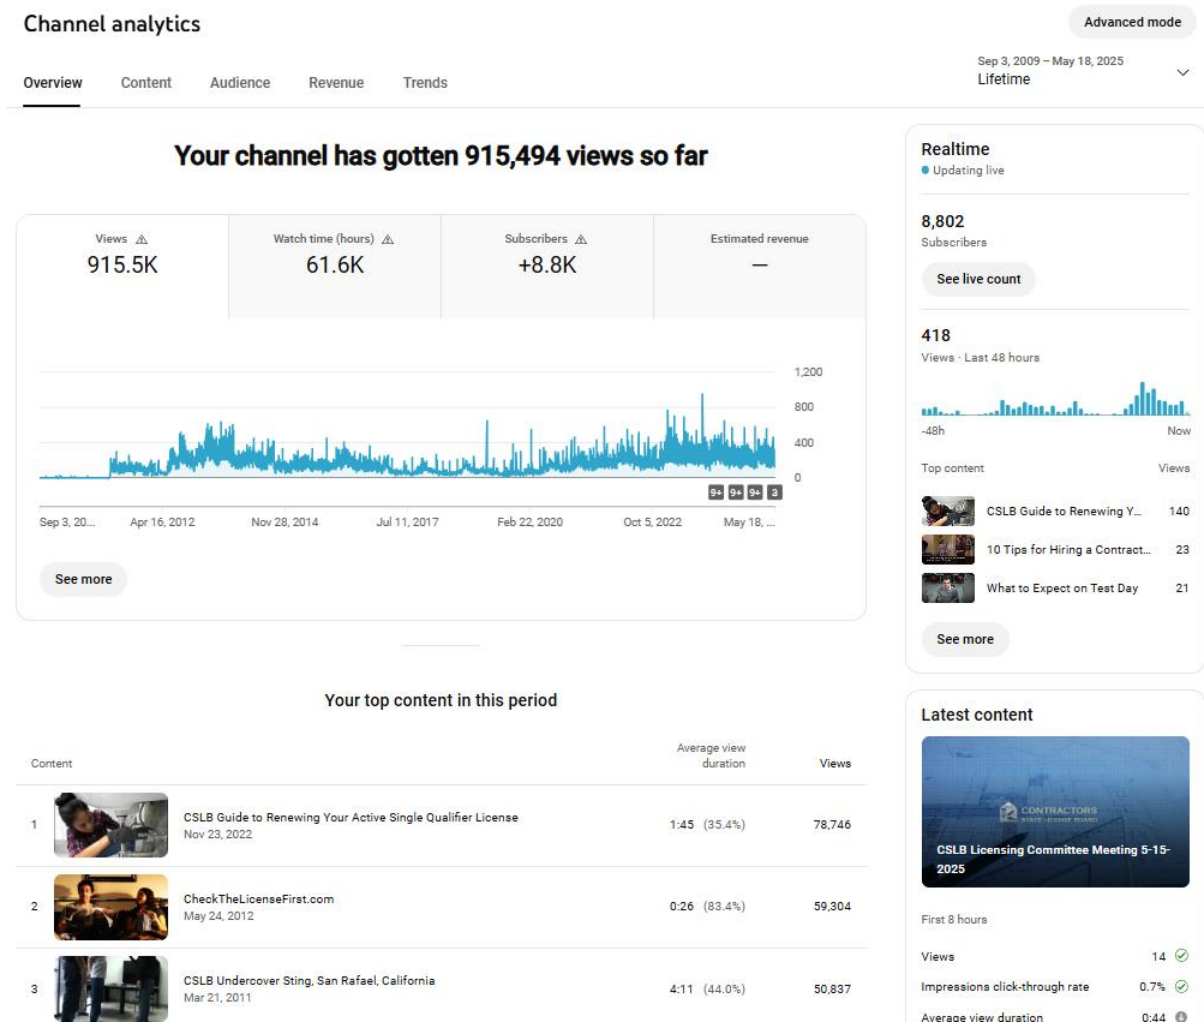 Channel analytics
Advanced mode
Overview Content Audience Revenue Trends
Sep 3, 2009 – May 18, 2025
Lifetime
Your channel has gotten 915,494 views so far
Views
915.5K
Watch time (hours)
61.6K
Subscribers
+8.8K
Estimated revenue
—
1,200
800
400
0
9+ 9+ 9+ 3
Sep 3, 20... Apr 16, 2012 Nov 28, 2014 Jul 11, 2017 Feb 22, 2020 Oct 5, 2022 May 18, ...
See more
Your top content in this period
Content
Average view
duration
Views
1
CSLB Guide to Renewing Your Active Single Qualifier License
Nov 23, 2022
1:45 (35.4%)
78,746
2
CheckTheLicenseFirst.com
May 24, 2012
0:26 (83.4%)
59,304
3
CSLB Undercover Sting, San Rafael, California
Mar 21, 2011
4:11 (44.0%)
50,837
Realtime
Updating live
8,802
Subscribers
See live count
418
Views · Last 48 hours
-48h Now
Top content Views
CSLB Guide to Renewing Y... 140
10 Tips for Hiring a Contract... 23
What to Expect on Test Day 21
See more
Latest content
CONTRACTORS
STATE LICENSE BOARD
CSLB Licensing Committee Meeting 5-15-
2025
First 8 hours
Views 14
Impressions click-through rate 0.7%
Average view duration 0:44